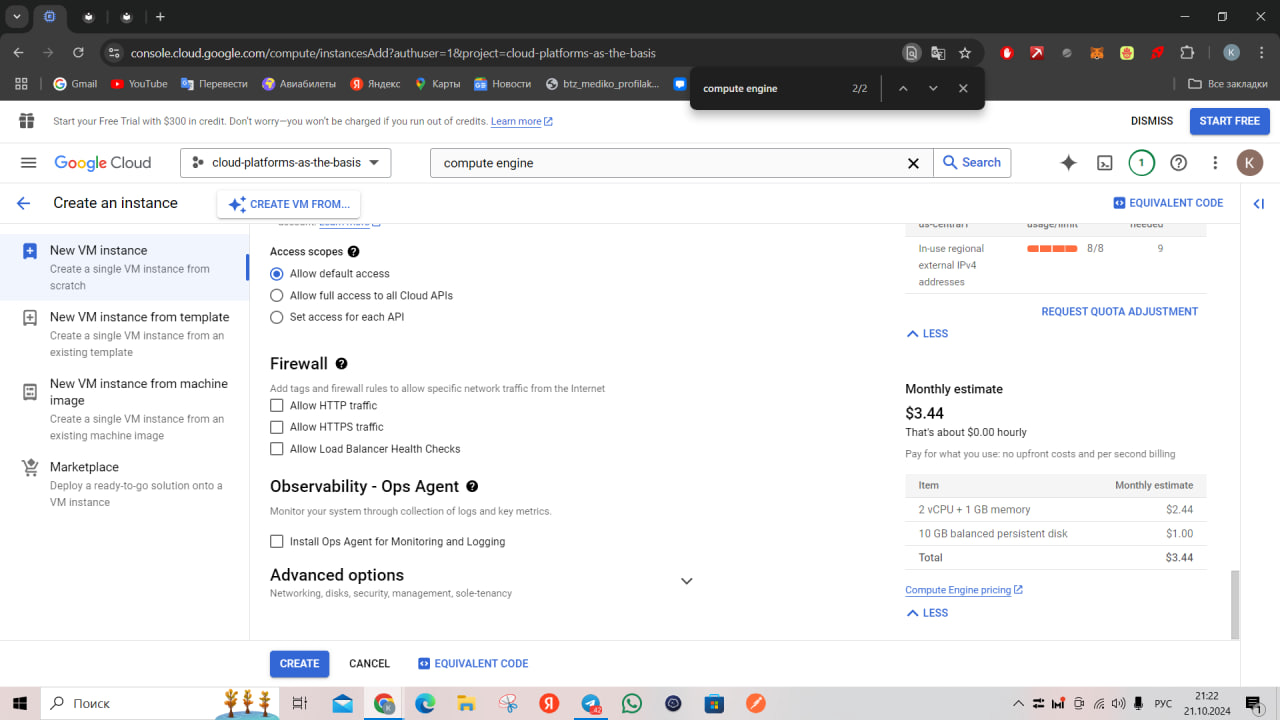 console.cloud.google.com/compute/instancesAdd?authuser=1&project=cloud-platforms-as-the-basis
K
Gmail
YouTube
Перевести
Авиабилеты
Яндекс
Карты
Новости
btz_mediko_profilak...
Все закладки
compute engine
2/2
Start your Free Trial with $300 in credit. Don't worry—you won't be charged if you run out of credits. Learn more
DISMISS
START FREE
Google Cloud
cloud-platforms-as-the-basis
compute engine
Search
1
K
Create an instance
CREATE VM FROM...
EQUIVALENT CODE
New VM instance
Create a single VM instance from
scratch
New VM instance from template
Create a single VM instance from an
existing template
New VM instance from machine
image
Create a single VM instance from an
existing machine image
Marketplace
Deploy a ready-to-go solution onto a
VM instance
account. Learn more
Access scopes
Allow default access
Allow full access to all Cloud APIs
Set access for each API
Firewall
Add tags and firewall rules to allow specific network traffic from the Internet
Allow HTTP traffic
Allow HTTPS traffic
Allow Load Balancer Health Checks
Observability - Ops Agent
Monitor your system through collection of logs and key metrics.
Install Ops Agent for Monitoring and Logging
Advanced options
Networking, disks, security, management, sole-tenancy
us-central1 usage/limit needed
In-use regional
external IPv4
addresses
8/8
9
REQUEST QUOTA ADJUSTMENT
LESS
Monthly estimate
$3.44
That's about $0.00 hourly
Pay for what you use: no upfront costs and per second billing
Item Monthly estimate
2 vCPU + 1 GB memory $2.44
10 GB balanced persistent disk $1.00
Total $3.44
Compute Engine pricing
LESS
CREATE
CANCEL
EQUIVALENT CODE
Поиск
42
РУС
21:22
21.10.2024
1